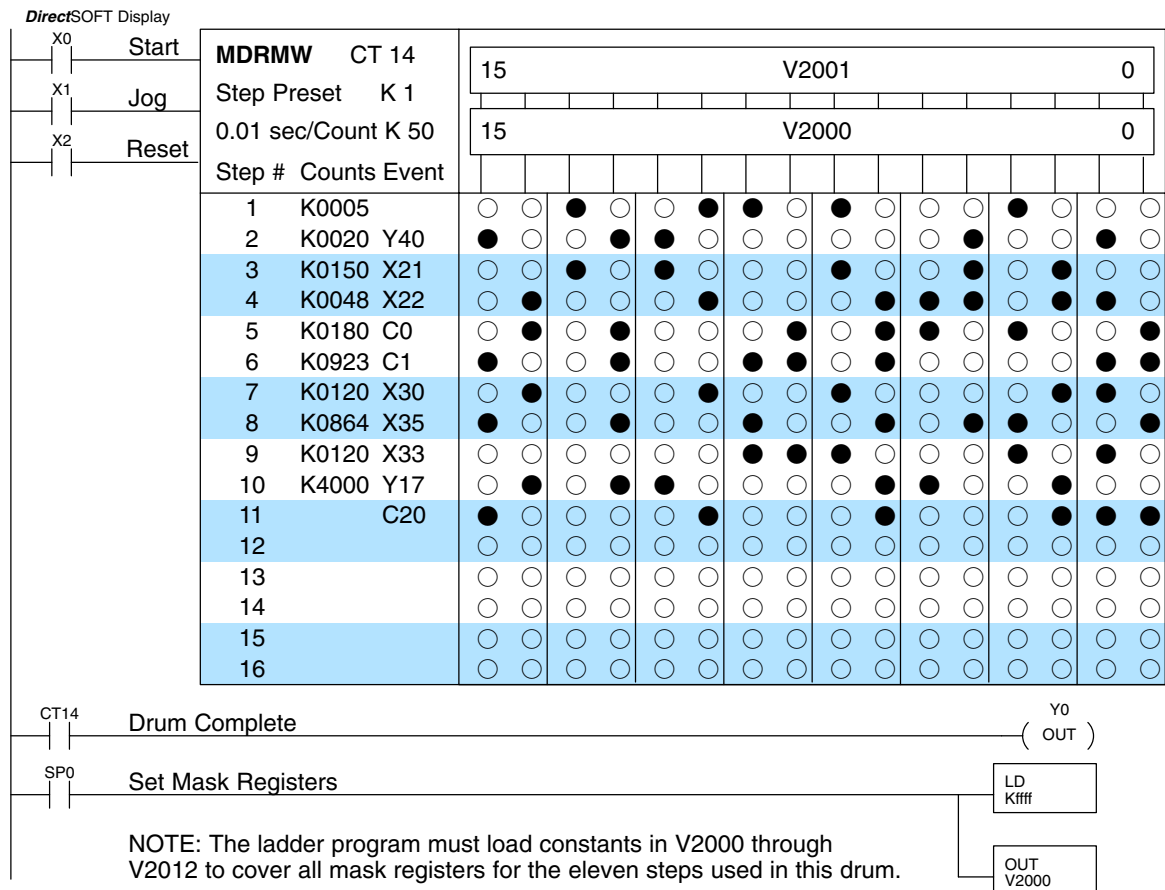 DirectSOFT Display
X0 Start
X1 Jog
X2 Reset
MDRMW CT 14
Step Preset K 1
0.01 sec/Count K 50
Step # Counts Event
15 V2001 0
15 V2000 0
1 K0005
2 K0020 Y40
3 K0150 X21
4 K0048 X22
5 K0180 C0
6 K0923 C1
7 K0120 X30
8 K0864 X35
9 K0120 X33
10 K4000 Y17
11 C20
12
13
14
15
16
CT14 Drum Complete Y0
OUT
SP0 Set Mask Registers LD
Kffff
NOTE: The ladder program must load constants in V2000 through
V2012 to cover all mask registers for the eleven steps used in this drum.
OUT
V2000